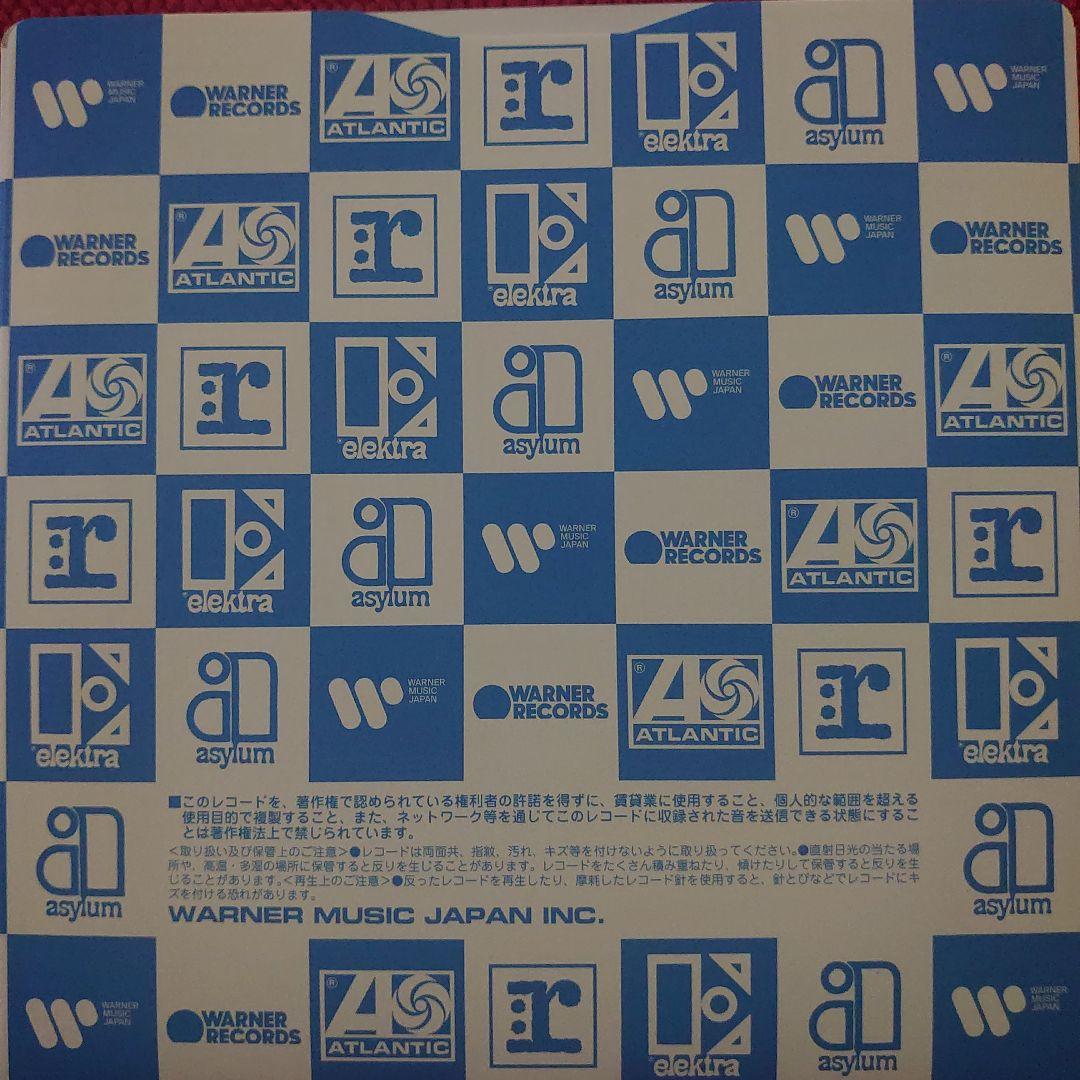 WARNER MUSIC JAPAN
WARNER RECORDS
® ATLANTIC
r
elektra
asylum
WARNER MUSIC JAPAN
WARNER RECORDS
® ATLANTIC
r
elektra
asylum
WARNER MUSIC JAPAN
WARNER RECORDS
® ATLANTIC
r
elektra
asylum
WARNER MUSIC JAPAN
WARNER RECORDS
® ATLANTIC
r
elektra
asylum
WARNER MUSIC JAPAN
WARNER RECORDS
® ATLANTIC
r
elektra
asylum
WARNER MUSIC JAPAN
WARNER RECORDS
® ATLANTIC
r
elektra
asylum
■このレコードを、著作権で認められている権利者の許諾を得ずに、賃貸業に使用すること、個人的な範囲を超える
使用目的で複製すること、また、ネットワーク等を通じてこのレコードに収録された音を送信できる状態にするこ
とは著作権法上で禁じられています。
<取り扱い及び保管上のご注意>●レコードは両面共、指紋、汚れ、キズ等を付けないように取り扱ってください。●直射日光の当たる場
所や、高温・多湿の場所に保管すると反りを生じることがあります。レコードをたくさん積み重ねたり、傾けたりして保管すると反りを生
じることがあります。<再生上のご注意>●反ったレコードを再生したり、摩耗したレコード針を使用すると、針とびなどでレコードにキ
ズを付ける恐れがあります。
WARNER MUSIC JAPAN INC.
asylum
WARNER MUSIC JAPAN
WARNER RECORDS
® ATLANTIC
r
elektra
asylum
WARNER MUSIC JAPAN